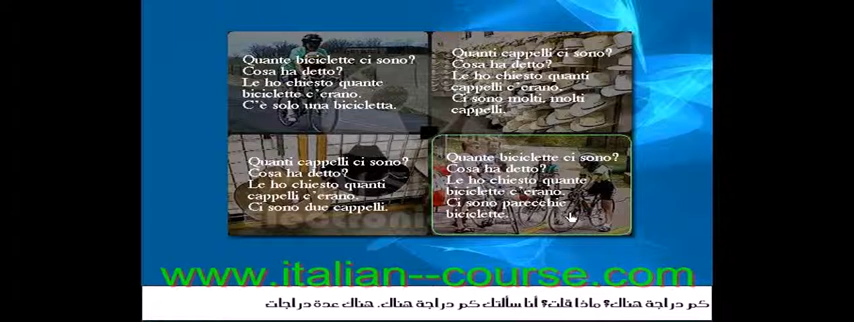 Quante biciclette ci sono?
Cosa ha detto?
Le ho chiesto quante
biciclette c'erano.
C'è solo una bicicletta.
Quanti cappelli ci sono?
Cosa ha detto?
Le ho chiesto quanti
cappelli c'erano.
Ci sono molti, molti
cappelli.
Quanti cappelli ci sono?
Cosa ha detto?
Le ho chiesto quanti
cappelli c'erano.
Ci sono due cappelli.
Quante biciclette ci sono?
Cosa ha detto?
Le ho chiesto quante
biciclette c'erano.
Ci sono parecchie
biciclette.
www.italian--course.com
كم دراجة هناك؟ ماذا قلت؟ أنا سألتك كم دراجة هناك. هناك عدة دراجات